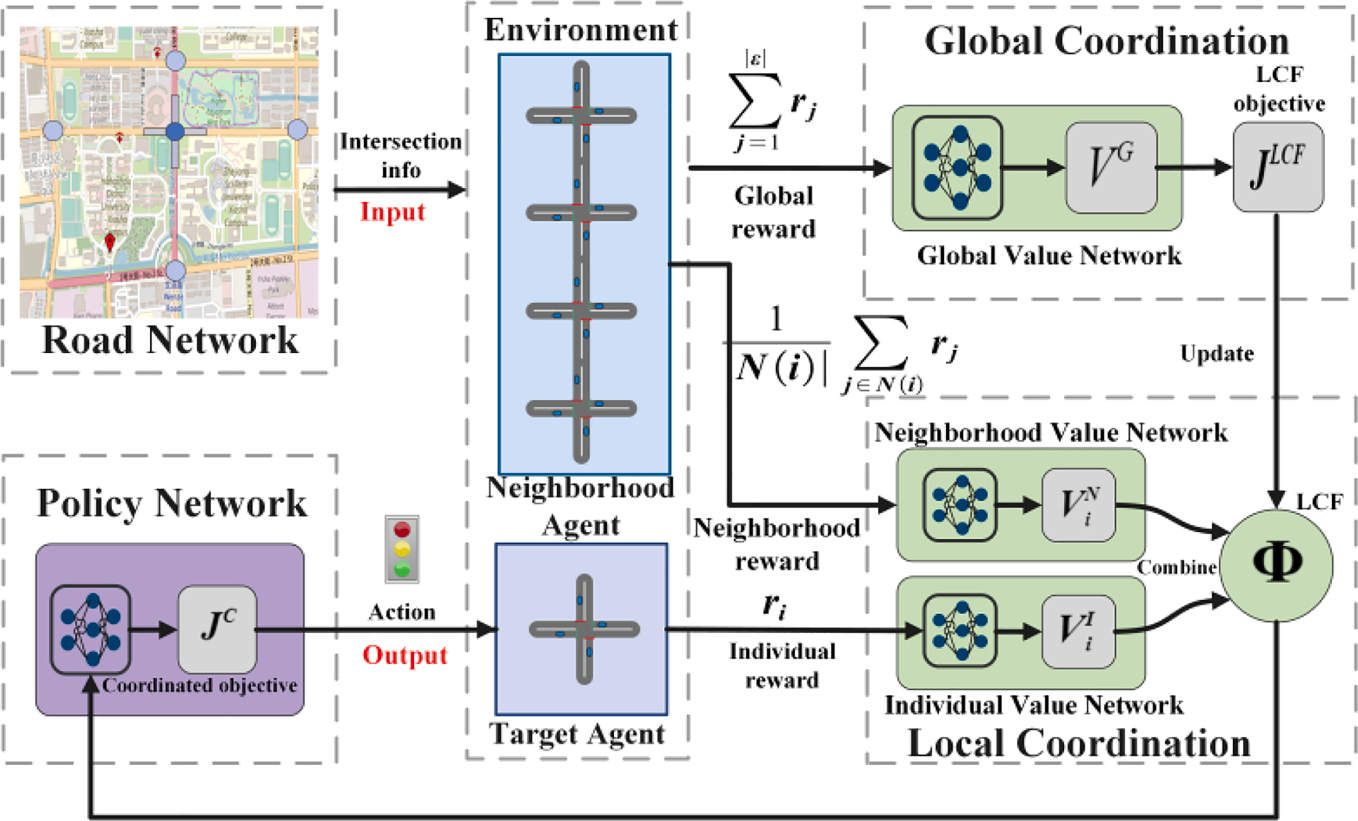 Road Network
Intersection
info
Input
Environment
Neighborhood
Agent
Target Agent
$\sum_{j=1}^{|\varepsilon|} r_j$
Global
reward
$\frac{1}{N(i)|} \sum_{j \in N(i)} r_j$
Neighborhood
reward
$r_i$
Individual
reward
Global Coordination
LCF
objective
$V^G$
$J^{LCF}$
Global Value Network
Update
Neighborhood Value Network
$V_i^N$
LCF
Combine
Φ
$V_i^I$
Individual Value Network
Local Coordination
Policy Network
$J^C$
Coordinated objective
Action
Output